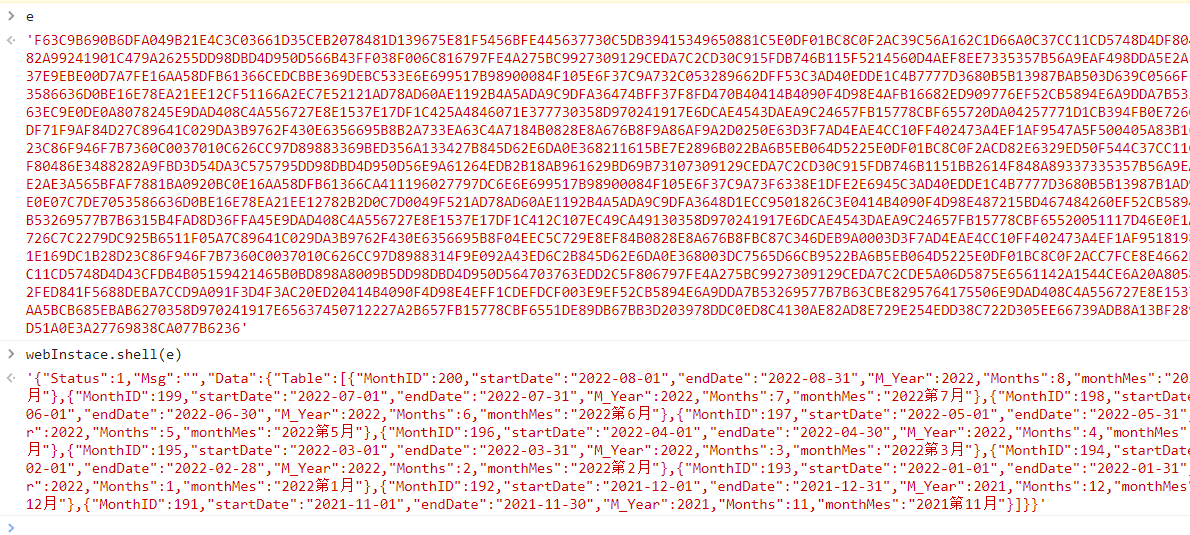 > e
'F63C9B690B6DFA049B21E4C3C03661D35CEB2078481D139675E81F5456BFE445637730C5DB39415349650881C5E0DF01BC8C0F2AC39C56A162C1D66A0C37CC11CD5748D4DF804
82A99241901C479A26255DD98DBD4D950D566B43FF038F006C816797FE4A275BC9927309129CEDA7C2CD30C915FDB746B115F5214560D4AEF8EE7335357B56A9EAF498DDA5E2A
37E9EBE00D7A7FE16AA58DFB61366CEDCBBE369DEBC533E6E699517B98900084F105E6F37C9A732C053289662DFF53C3AD40EDDE1C4B7777D3680B5B13987BAB503D639C0566F
3586636D0BE16E78EA21EE12CF51166A2EC7E52121AD78AD60AE1192B4A5ADA9C9DFA36474BFF37F8FD470B40414B4090F4D98E4AFB16682ED909776EF52CB5894E6A9DDA7B53
63EC9E0DE0A8078245E9DAD408C4A556727E8E1537E17DF1C425A4846071E377730358D970241917E6DCAE4543DAEA9C24657FB15778CBF655720DA04257771D1CB394FB0E726
DF71F9AF84D27C89641C029DA3B9762F430E6356695B8B2A733EA63C4A7184B0828E8A676B8F9A86AF9A2D0250E63D3F7AD4EAE4CC10FF402473A4EF1AF9547A5F500405A83B1
23C86F946F7B7360C0037010C626CC97D89883369BED356A133427B845D62E6DA0E368211615BE7E2896B022BA6B5EB064D5225E0DF01BC8C0F2ACD82E6329ED50F544C37CC11
F80486E3488282A9FBD3D54DA3C575795DD98DBD4D950D56E9A61264EDB2B18AB961629BD69B73107309129CEDA7C2CD30C915FDB746B1151BB2614F848A89337335357B56A9EA
E2AE3A565BFAF7881BA0920BC0E16AA58DFB61366CA411196027797DC6E6E699517B98900084F105E6F37C9A73F6338E1DFE2E6945C3AD40EDDE1C4B7777D3680B5B13987B1AD9
E0E07C7DE7053586636D0BE16E78EA21EE12782B2D0C7D0049F521AD78AD60AE1192B4A5ADA9C9DFA3648D1ECC9501826C3E0414B4090F4D98E487215BD467484260EF52CB5894
B53269577B7B6315B4FAD8D36FFA45E9DAD408C4A556727E8E1537E17DF1C412C107EC49CA49130358D970241917E6DCAE4543DAEA9C24657FB15778CBF65520051117D46E0E1A
726C7C2279DC925B6511F05A7C89641C029DA3B9762F430E6356695B8F04EEC5C729E8EF84B0828E8A676B8FBC87C346DEB9A0003D3F7AD4EAE4CC10FF402473A4EF1AF9518198
1E169DC1B28D23C86F946F7B7360C0037010C626CC97D8988314F9E092A43ED6C2B845D62E6DA0E368003DC7565D66CB9522BA6B5EB064D5225E0DF01BC8C0F2ACC7FCE8E4662E
C11CD5748D4D43CFDB4B05159421465B0BD898A8009B5DD98DBD4D950D564703763EDD2C5F806797FE4A275BC9927309129CEDA7C2CDE5A06D5875E6561142A1544CE6A20A8058
2FED841F5688DEBA7CCD9A091F3D4F3AC20ED20414B4090F4D98E4EFF1CDEFDCF003E9EF52CB5894E6A9DDA7B53269577B7B63CBE8295764175506E9DAD408C4A556727E8E1537
AA5BCB685EBAB6270358D970241917E65637450712227A2B657FB15778CBF6551DE89DB67BB3D203978DDC0ED8C4130AE82AD8E729E254EDD38C722D305EE66739ADB8A13BF289
D51A0E3A27769838CA077B6236'
> webInstace.shell(e)
'{"Status":1,"Msg":"","Data":{"Table":[{"MonthID":200,"startDate":"2022-08-01","endDate":"2022-08-31","M_Year":2022,"Months":8,"monthMes":"202
月"},{"MonthID":199,"startDate":"2022-07-01","endDate":"2022-07-31","M_Year":2022,"Months":7,"monthMes":"2022第7月"},{"MonthID":198,"startDate
06-01","endDate":"2022-06-30","M_Year":2022,"Months":6,"monthMes":"2022第6月"},{"MonthID":197,"startDate":"2022-05-01","endDate":"2022-05-31"
r":2022,"Months":5,"monthMes":"2022第5月"},{"MonthID":196,"startDate":"2022-04-01","endDate":"2022-04-30","M_Year":2022,"Months":4,"monthMes"
月"},{"MonthID":195,"startDate":"2022-03-01","endDate":"2022-03-31","M_Year":2022,"Months":3,"monthMes":"2022第3月"},{"MonthID":194,"startDate
02-01","endDate":"2022-02-28","M_Year":2022,"Months":2,"monthMes":"2022第2月"},{"MonthID":193,"startDate":"2022-01-01","endDate":"2022-01-31"
r":2022,"Months":1,"monthMes":"2022第1月"},{"MonthID":192,"startDate":"2021-12-01","endDate":"2021-12-31","M_Year":2021,"Months":12,"monthMes
12月"},{"MonthID":191,"startDate":"2021-11-01","endDate":"2021-11-30","M_Year":2021,"Months":11,"monthMes":"2021第11月"}]}}'